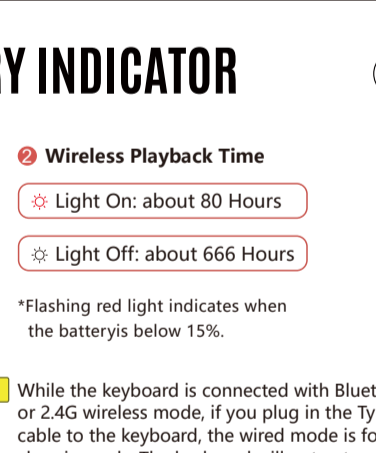 RY INDICATOR
2 Wireless Playback Time
Light On: about 80 Hours
Light Off: about 666 Hours
*Flashing red light indicates when
the batteryis below 15%.
While the keyboard is connected with Bluet
or 2.4G wireless mode, if you plug in the Ty
cable to the keyboard, the wired mode is fo